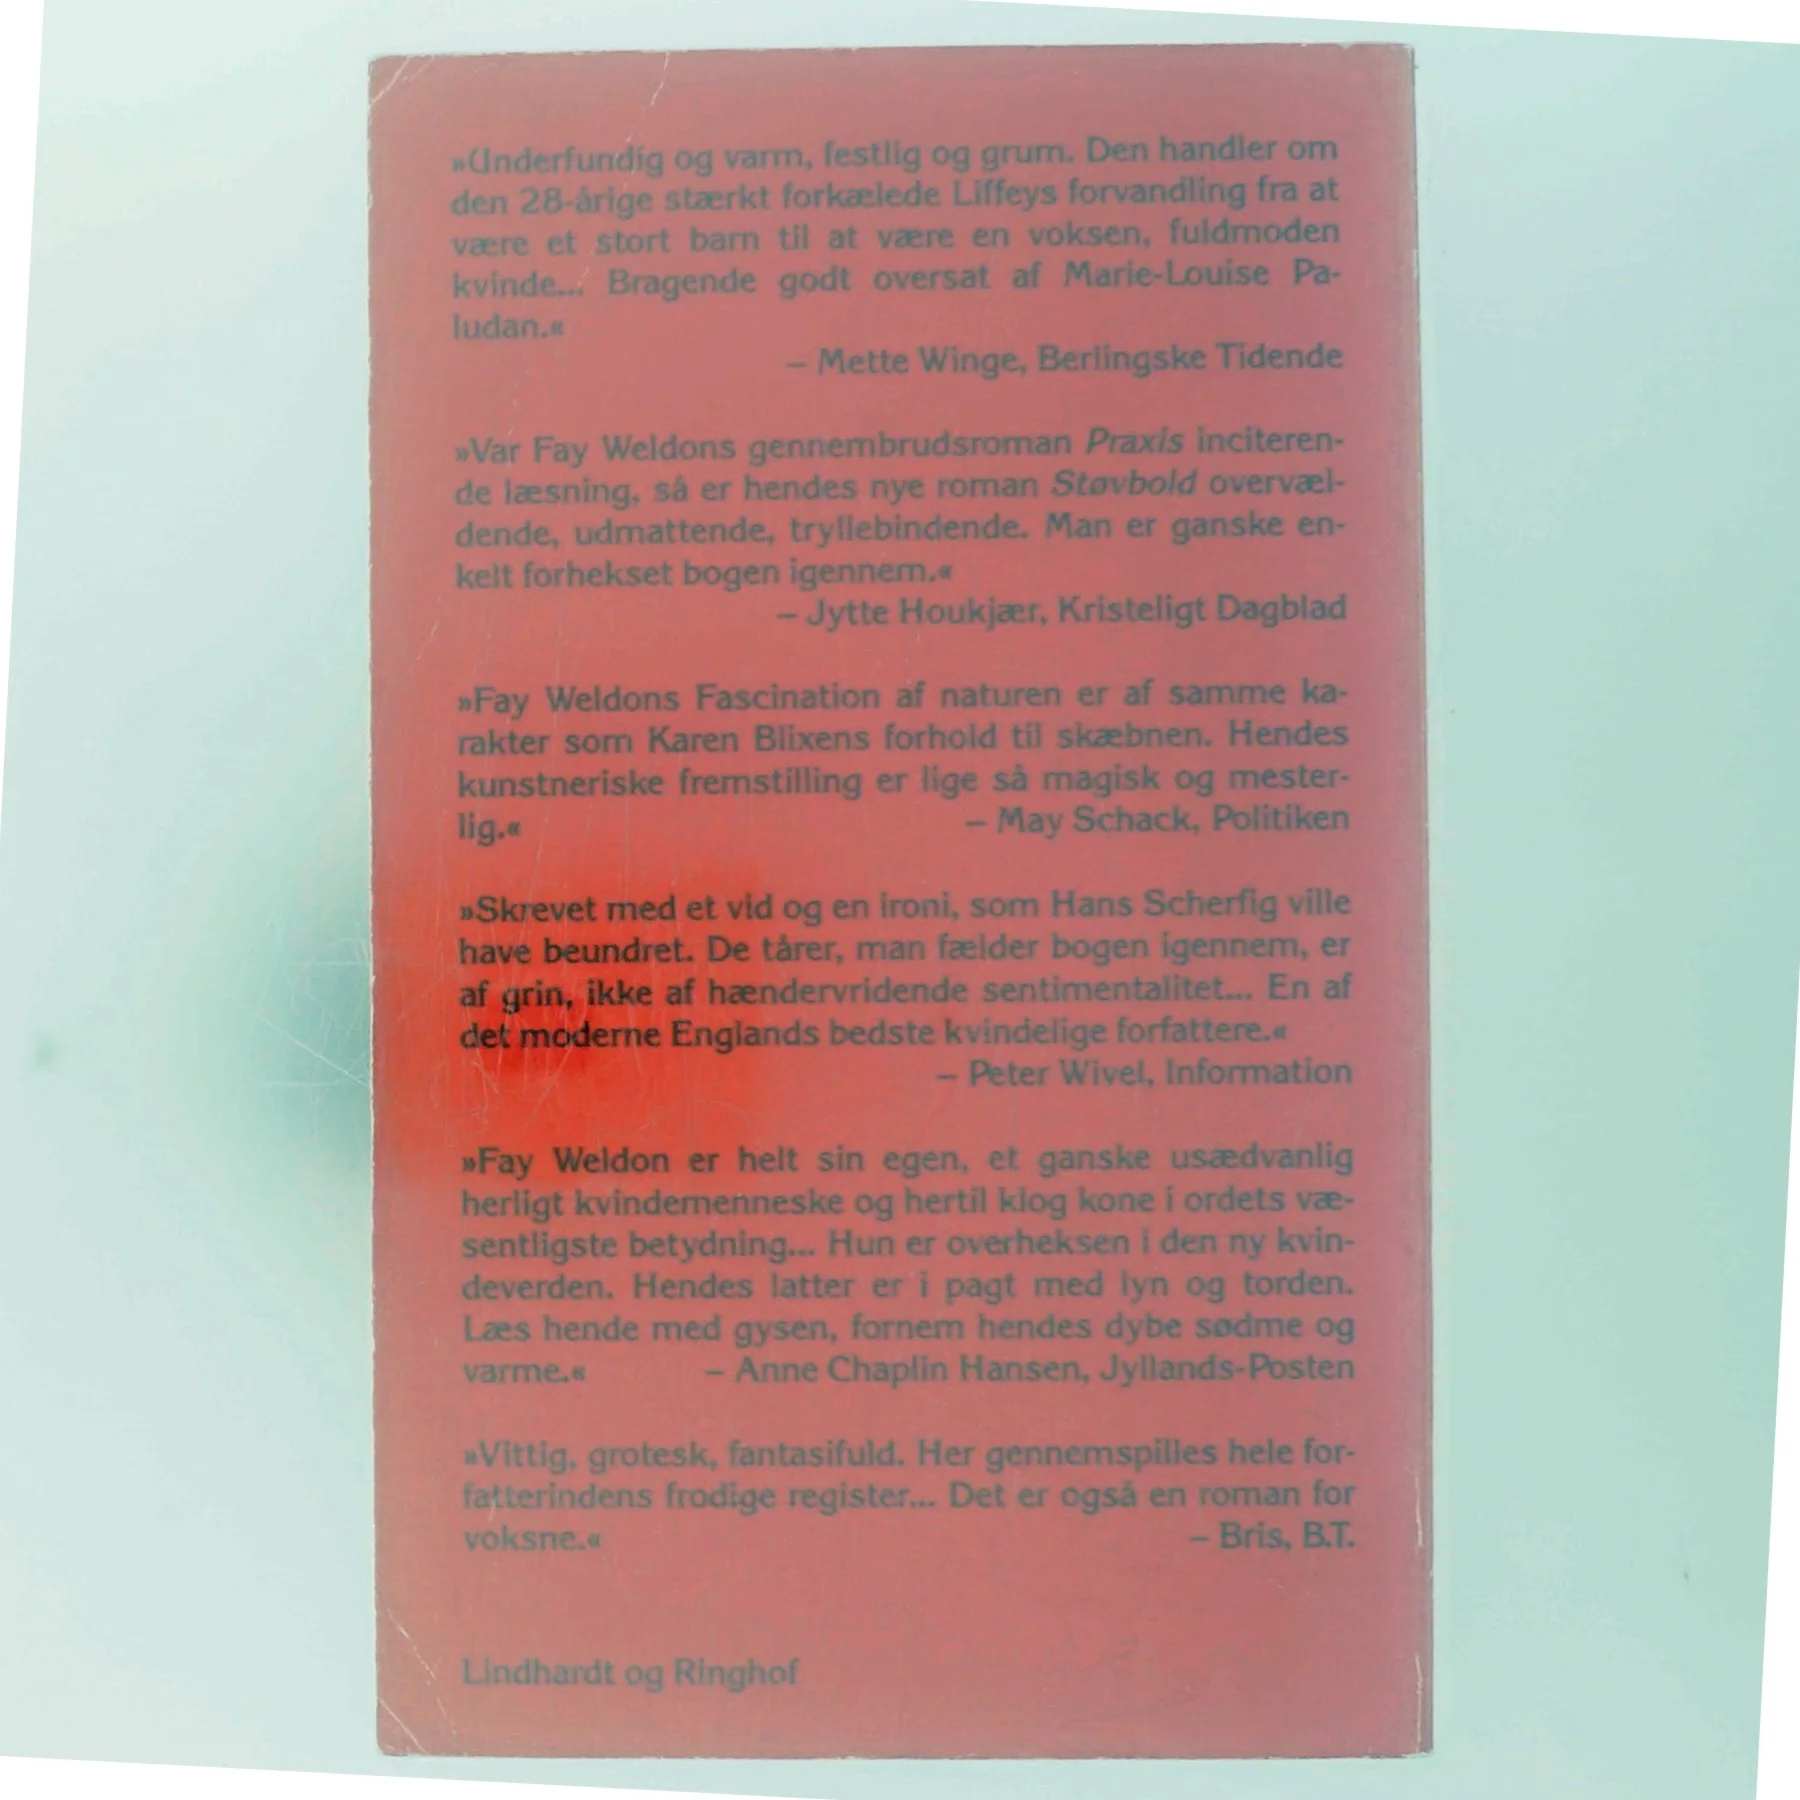 »Underfundig og varm, festlig og grum. Den handler om
den 28-årige stærkt forkælede Liffeys forvandling fra at
være et stort barn til at være en voksen, fuldmoden
kvinde... Bragende godt oversat af Marie-Louise Pa-
ludan.«
– Mette Winge, Berlingske Tidende
»Var Fay Weldons gennembrudsroman Praxis inciteren-
de læsning, så er hendes nye roman Støvbold overvæl-
dende, udmattende, tryllebindende. Man er ganske en-
kelt forhekset bogen igennem.«
– Jytte Houkjær, Kristeligt Dagblad
»Fay Weldons Fascination af naturen er af samme ka-
rakter som Karen Blixens forhold til skæbnen. Hendes
kunstneriske fremstilling er lige så magisk og mester-
lig.« – May Schack, Politiken
»Skrevet med et vid og en ironi, som Hans Scherfig ville
have beundret. De tårer, man fælder bogen igennem, er
af grin, ikke af hændervridende sentimentalitet... En af
det moderne Englands bedste kvindelige forfattere.«
– Peter Wivel, Information
»Fay Weldon er helt sin egen, et ganske usædvanlig
herligt kvindemenneske og hertil klog kone i ordets væ-
sentligste betydning... Hun er overheksen i den ny kvin-
deverden. Hendes latter er i pagt med lyn og torden.
Læs hende med gysen, fornem hendes dybe sødme og
varme.« – Anne Chaplin Hansen, Jyllands-Posten
»Vittig, grotesk, fantasifuld. Her gennemspilles hele for-
fatterindens frodige register... Det er også en roman for
voksne.« – Bris, B.T.
Lindhardt og Ringhof